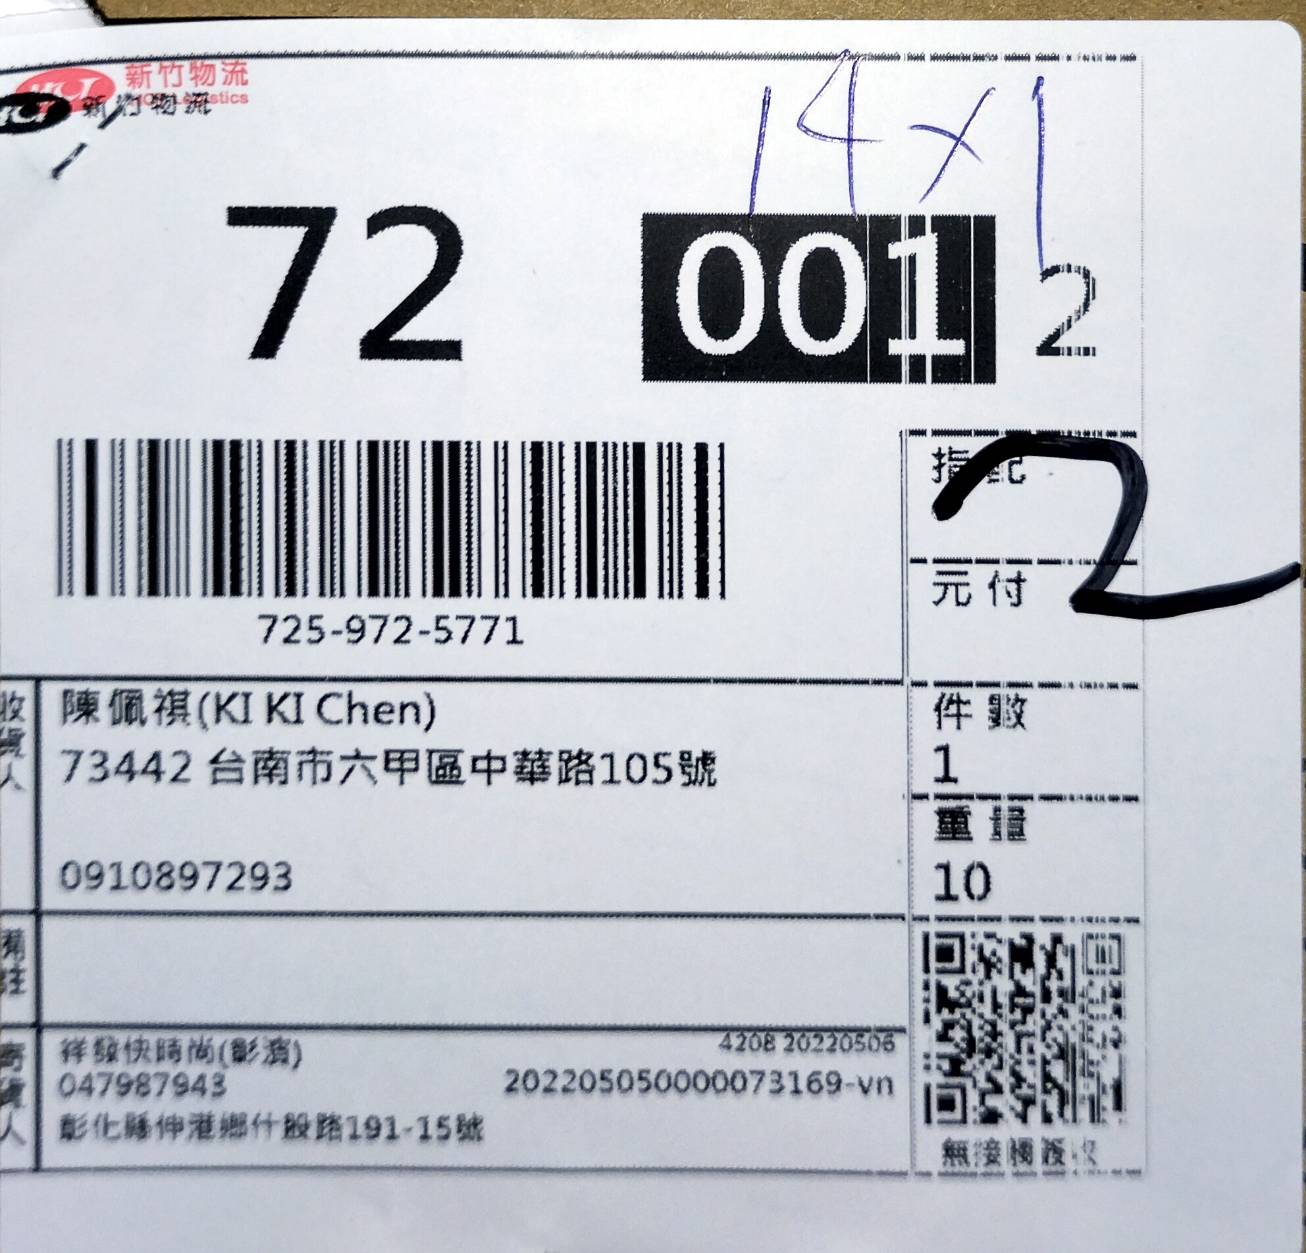 新竹物流
新竹物流
14×1
72 001 2
指配
2
元付
725-972-5771
收貨人
陳佩祺(KI KI Chen)
73442 台南市六甲區中華路105號
0910897293
件數
1
重量
10
備註
寄貨人
祥發快時尚(彰濱)
4208 20220506
047987943
202205050000073169-vn
彰化縣伸港鄉什股路191-15號
無接觸簽收